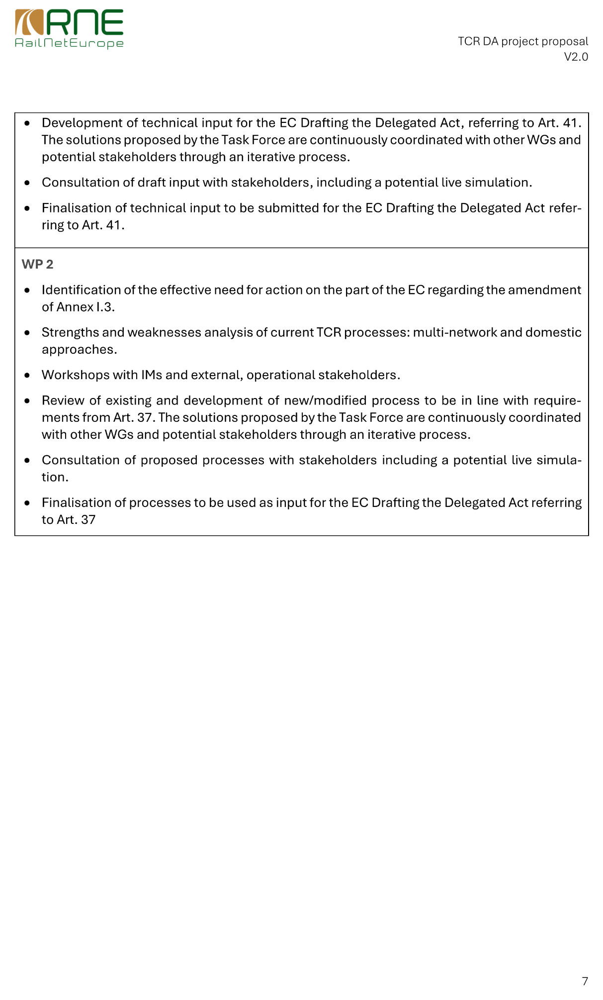 RNE
RailNetEurope
TCR DA project proposal
V2.0
• Development of technical input for the EC Drafting the Delegated Act, referring to Art. 41.
The solutions proposed by the Task Force are continuously coordinated with other WGs and
potential stakeholders through an iterative process.
• Consultation of draft input with stakeholders, including a potential live simulation.
• Finalisation of technical input to be submitted for the EC Drafting the Delegated Act refer-
ring to Art. 41.
WP 2
• Identification of the effective need for action on the part of the EC regarding the amendment
of Annex I.3.
• Strengths and weaknesses analysis of current TCR processes: multi-network and domestic
approaches.
• Workshops with IMs and external, operational stakeholders.
• Review of existing and development of new/modified process to be in line with require-
ments from Art. 37. The solutions proposed by the Task Force are continuously coordinated
with other WGs and potential stakeholders through an iterative process.
• Consultation of proposed processes with stakeholders including a potential live simula-
tion.
• Finalisation of processes to be used as input for the EC Drafting the Delegated Act referring
to Art. 37
7